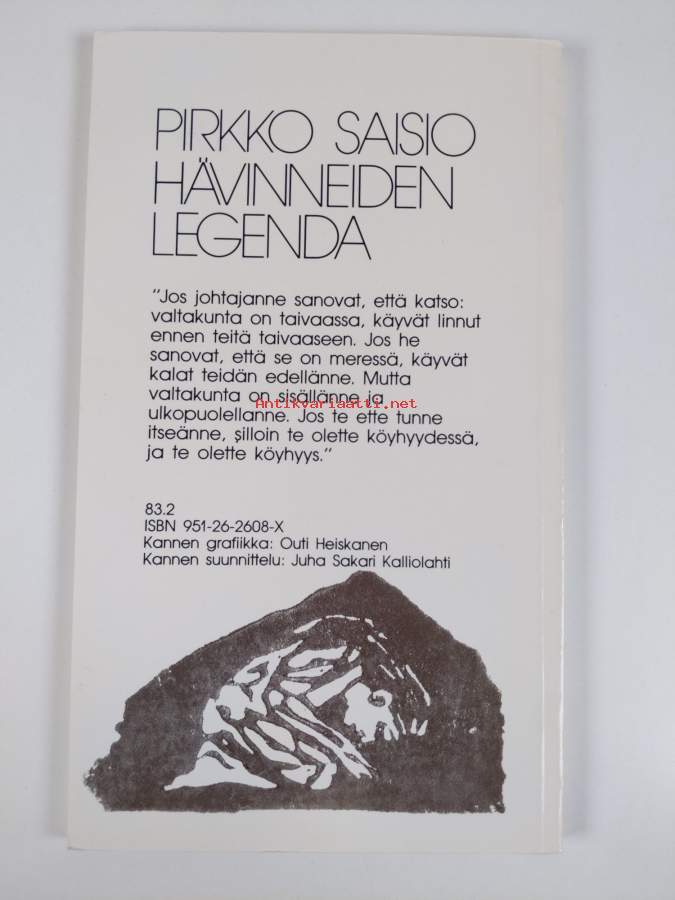 PIRKKO SAISIO
HÄVINNEIDEN
LEGENDA
"Jos johtajanne sanovat, että katso:
valtakunta on taivaassa, käyvät linnut
ennen teitä taivaaseen. Jos he
sanovat, että se on meressä, käyvät
kalat teidän edellänne. Mutta
valtakunta on sisällänne ja
Antikvariaatti.net
ulkopuolellanne. Jos te ette tunne
itseänne, silloin te olette köyhyydessä,
ja te olette köyhyys."
83.2
ISBN 951-26-2608-X
Kannen grafiikka: Outi Heiskanen
Kannen suunnittelu: Juha Sakari Kalliolahti